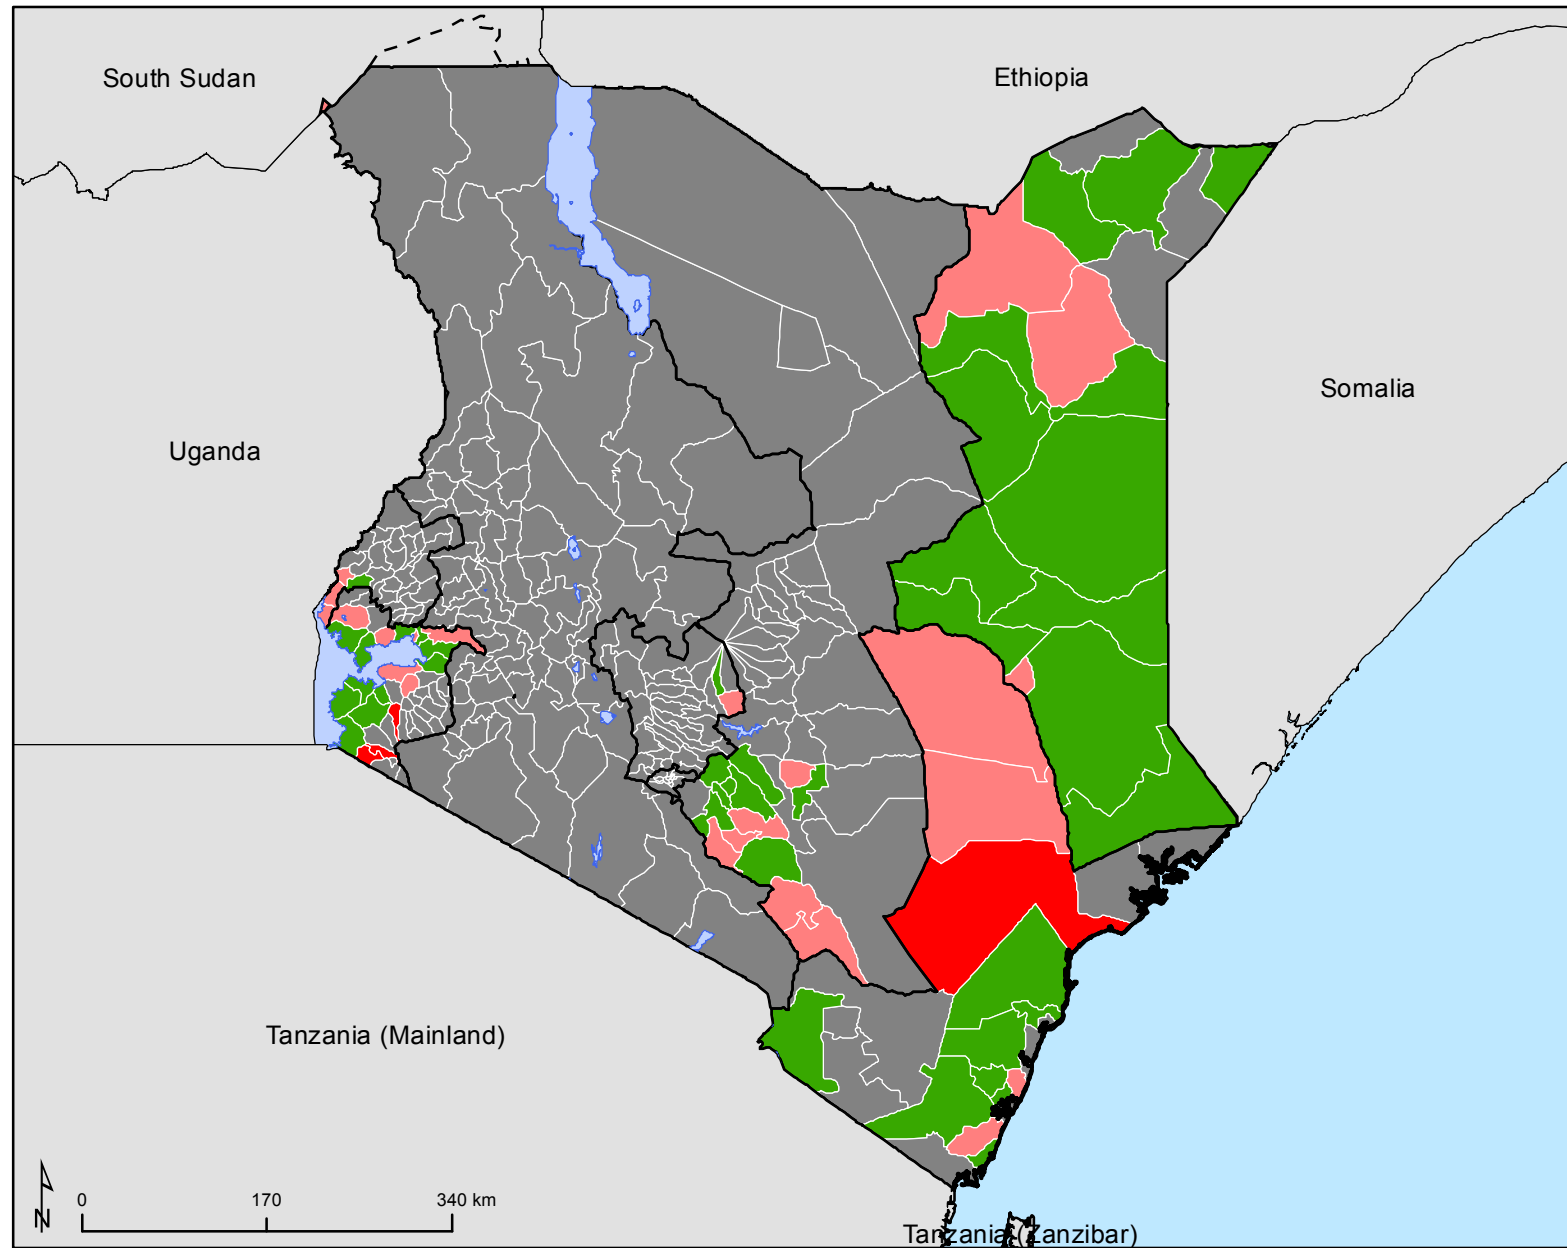 South Sudan
Ethiopia
Somalia
Uganda
Tanzania (Mainland)
N
0
170
340 km
Tanzania (Zanzibar)